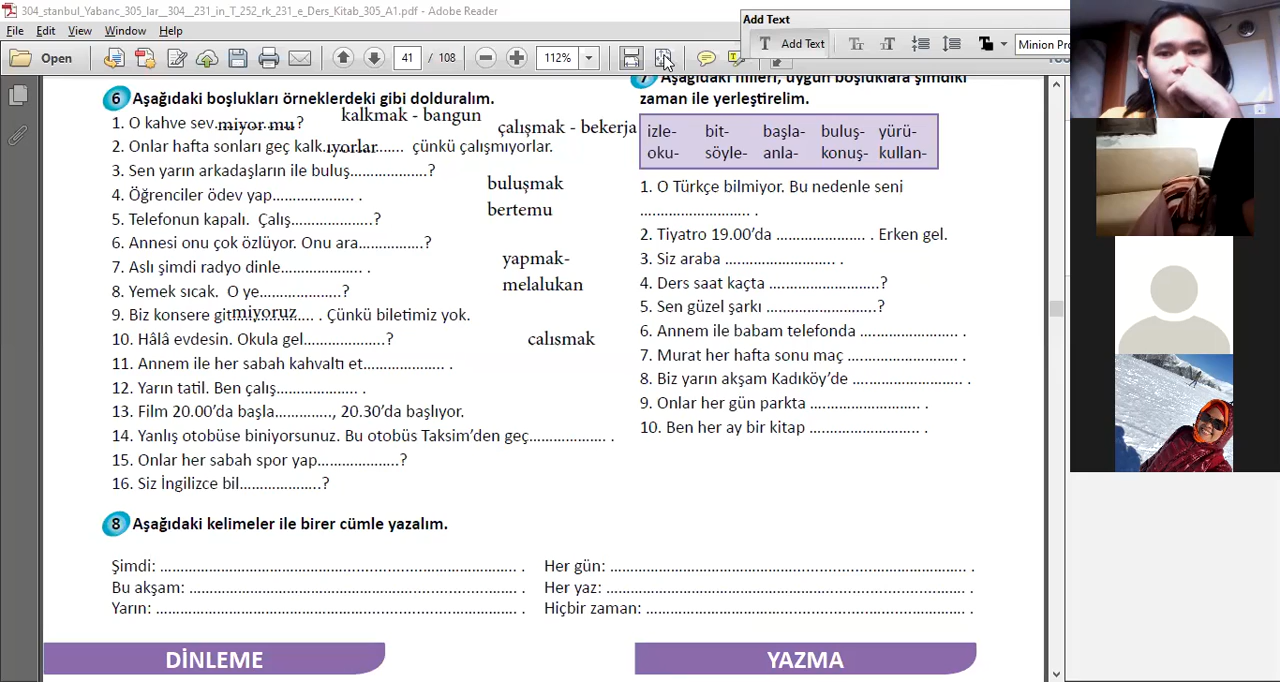 304_stanbul_Yabanc_305_lar__304__231_in_T_252_rk_231_e_Ders_Kitab_305_A1.pdf - Adobe Reader
File Edit View Window Help
Add Text
Open
41 / 108
112%
Add Text
Minion Pro
6 Aşağıdaki boşlukları örneklerdeki gibi dolduralım.
1. O kahve sev.miyor mu?
kalkmak - bangun
çalışmak - bekerja
2. Onlar hafta sonları geç kalk.ıyorlar......... çünkü çalışmıyorlar.
3. Sen yarın arkadaşların ile buluş..................?
buluşmak
bertemu
4. Öğrenciler ödev yap................... .
5. Telefonun kapalı. Çalış...................?
6. Annesi onu çok özlüyor. Onu ara...............?
7. Aslı şimdi radyo dinle................... .
yapmak-
melalukan
8. Yemek sıcak. O ye...................?
9. Biz konsere git.miyoruz.... . Çünkü biletimiz yok.
10. Hâlâ evdesin. Okula gel...................?
calısmak
11. Annem ile her sabah kahvaltı et................... .
12. Yarın tatil. Ben çalış................... .
13. Film 20.00’da başla............., 20.30’da başlıyor.
14. Yanlış otobüse biniyorsunuz. Bu otobüs Taksim’den geç................... .
15. Onlar her sabah spor yap...................?
16. Siz İngilizce bil...................?
7 Aşağıdaki fiilleri, uygun boşluklara şimdiki
zaman ile yerleştirelim.
izle- bit- başla- buluş- yürü-
oku- söyle- anla- konuş- kullan-
1. O Türkçe bilmiyor. Bu nedenle seni
.......................... .
2. Tiyatro 19.00’da ..................... . Erken gel.
3. Siz araba .......................... .
4. Ders saat kaçta ..........................?
5. Sen güzel şarkı ..........................?
6. Annem ile babam telefonda ....................... .
7. Murat her hafta sonu maç .......................... .
8. Biz yarın akşam Kadıköy’de .......................... .
9. Onlar her gün parkta .......................... .
10. Ben her ay bir kitap .......................... .
8 Aşağıdaki kelimeler ile birer cümle yazalım.
Şimdi: .................................................................................... .
Her gün: .................................................................................... .
Bu akşam: .............................................................................. .
Her yaz: .................................................................................... .
Yarın: .................................................................................... .
Hiçbir zaman: ........................................................................... .
DİNLEME
YAZMA